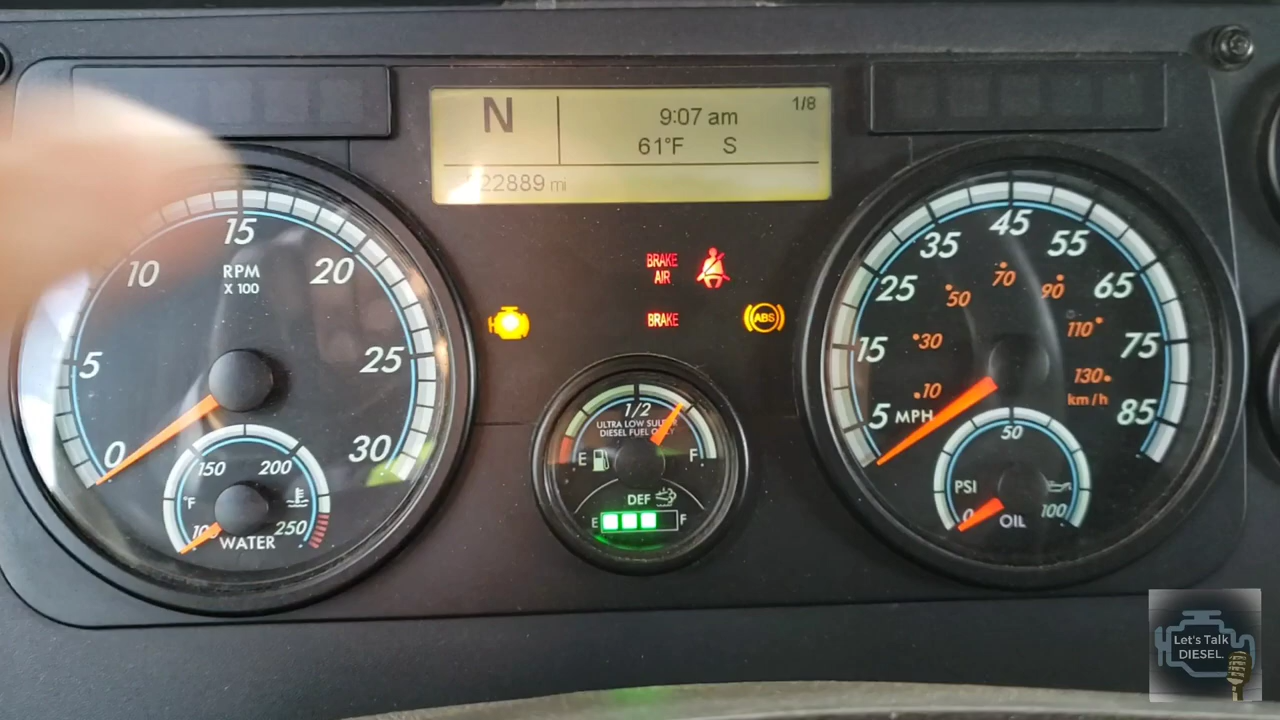 N
9:07 am
1/8
61°F S
22889 mi
0
5
10
15
20
25
30
RPM
X 100
°F
100
150
200
250
WATER
BRAKE
AIR
BRAKE
ABS
1/2
ULTRA LOW SULFUR
DIESEL FUEL ONLY
E
F
DEF
E
F
5
15
25
35
45
55
65
75
85
MPH
10
30
50
70
90
110
130
km/h
PSI
0
50
100
OIL
Let's Talk
DIESEL.